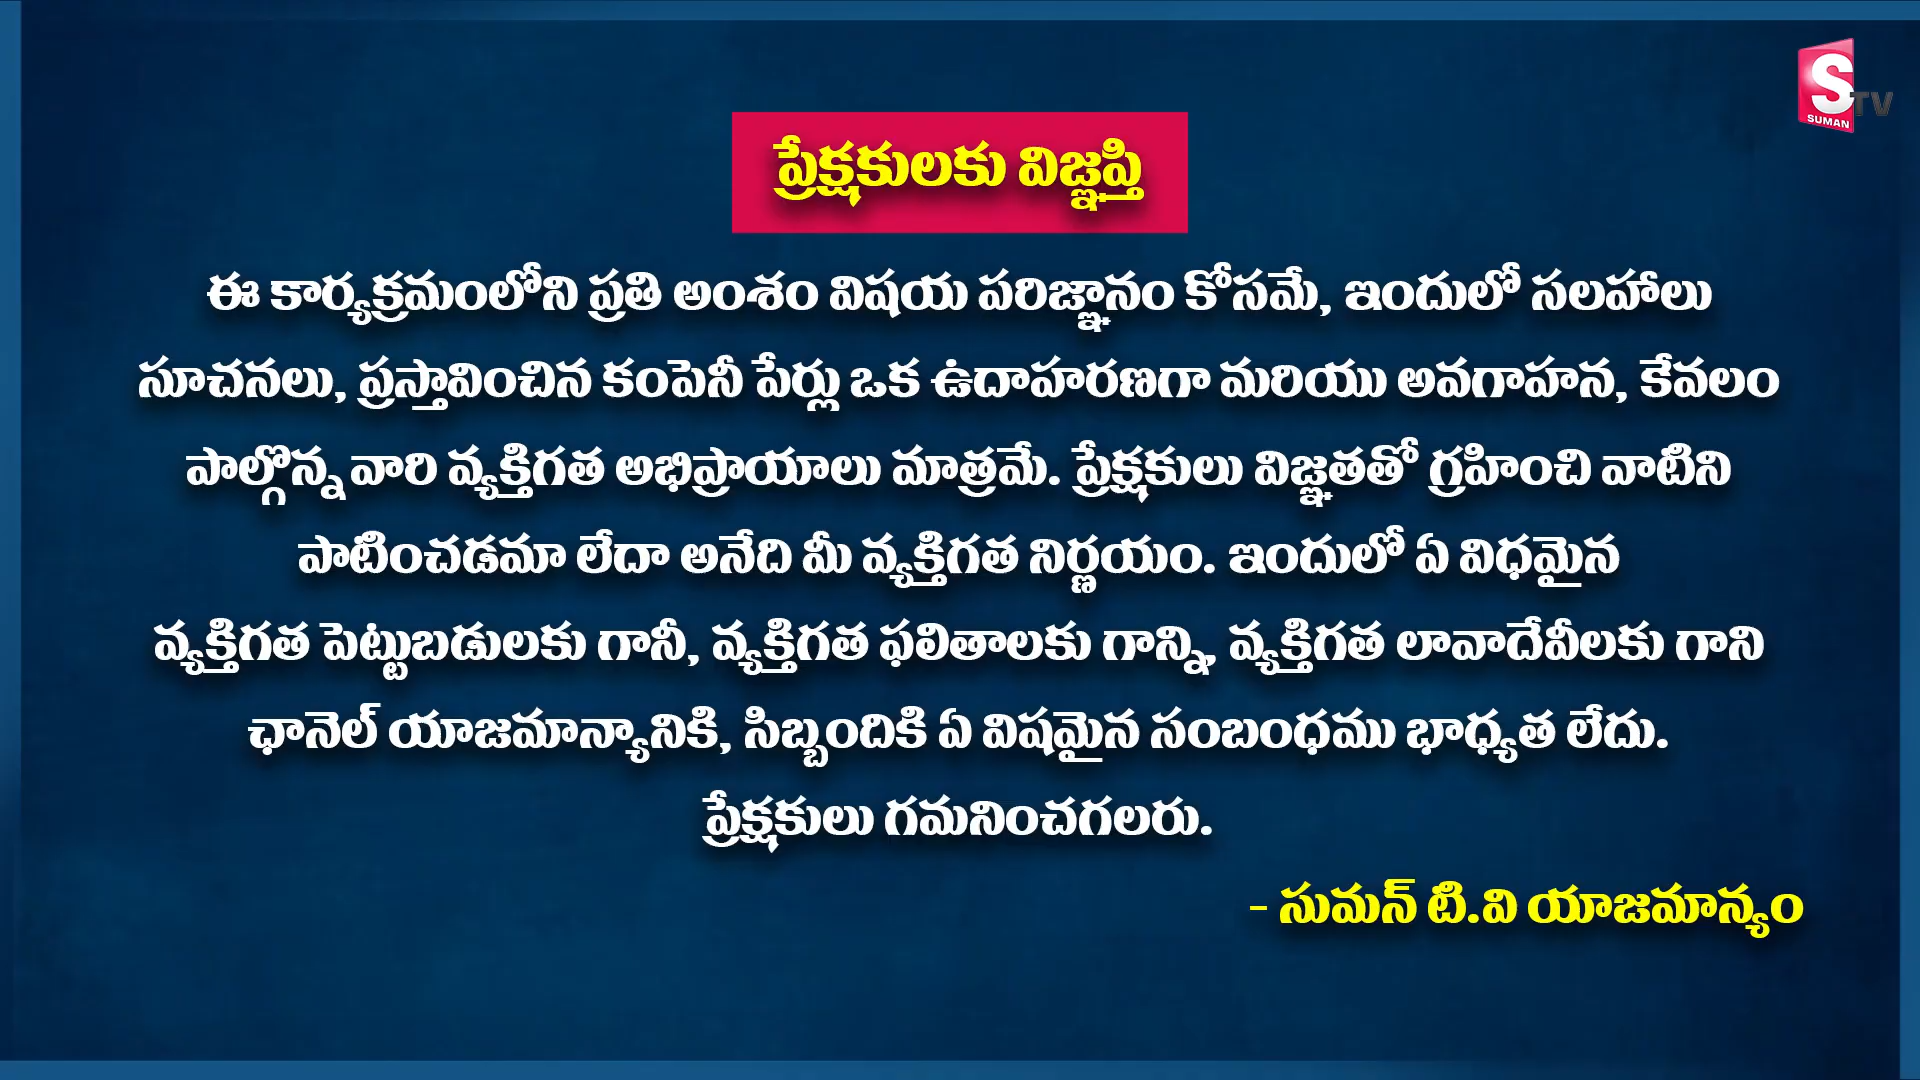 S TV
SUMAN
ప్రేక్షకులకు విజ్ఞప్తి
ఈ కార్యక్రమంలోని ప్రతి అంశం విషయ పరిజ్ఞానం కోసమే, ఇందులో సలహాలు
సూచనలు, ప్రస్తావించిన కంపెనీ పేర్లు ఒక ఉదాహరణగా మరియు అవగాహన, కేవలం
పాల్గొన్న వారి వ్యక్తిగత అభిప్రాయాలు మాత్రమే. ప్రేక్షకులు విజ్ఞతతో గ్రహించి వాటిని
పాటించడమా లేదా అనేది మీ వ్యక్తిగత నిర్ణయం. ఇందులో ఏ విధమైన
వ్యక్తిగత పెట్టుబడులకు గానీ, వ్యక్తిగత ఫలితాలకు గాన్ని, వ్యక్తిగత లావాదేవీలకు గాని
ఛానెల్ యాజమాన్యానికి, సిబ్బందికి ఏ విషమైన సంబంధము భాధ్యత లేదు.
ప్రేక్షకులు గమనించగలరు.
- సుమన్ టి.వి యాజమాన్యం